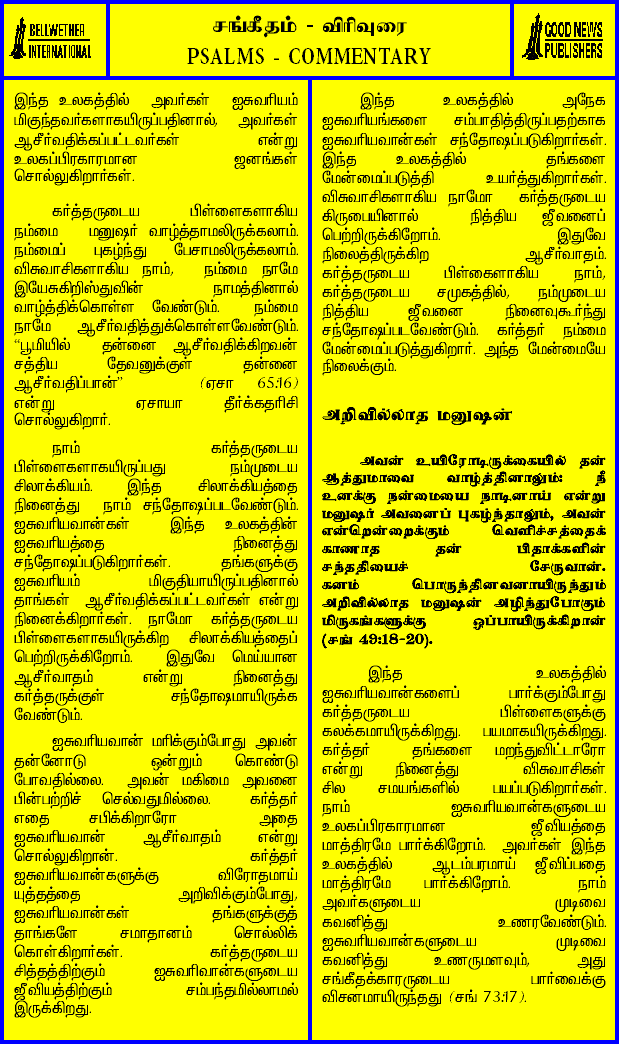 BELLWETHER
INTERNATIONAL
சங்கீதம் - விரிவுரை
PSALMS - COMMENTARY
GOOD NEWS
PUBLISHERS
இந்த உலகத்தில் அவர்கள் ஐசுவரியம்
மிகுந்தவர்களாகயிருப்பதினால், அவர்கள்
ஆசீர்வதிக்கப்பட்டவர்கள் என்று
உலகப்பிரகாரமான ஜனங்கள்
சொல்லுகிறார்கள்.
கர்த்தருடைய பிள்ளைகளாகிய
நம்மை மனுஷர் வாழ்த்தாமலிருக்கலாம்.
நம்மைப் புகழ்ந்து பேசாமலிருக்கலாம்.
விசுவாசிகளாகிய நாம், நம்மை நாமே
இயேசுகிறிஸ்துவின் நாமத்தினால்
வாழ்த்திக்கொள்ள வேண்டும். நம்மை
நாமே ஆசீர்வதித்துக்கொள்ளவேண்டும்.
“பூமியில் தன்னை ஆசீர்வதிக்கிறவன்
சத்திய தேவனுக்குள் தன்னை
ஆசீர்வதிப்பான்” (ஏசா 65:16)
என்று ஏசாயா தீர்க்கதரிசி
சொல்லுகிறார்.
நாம் கர்த்தருடைய
பிள்ளைகளாகயிருப்பது நம்முடைய
சிலாக்கியம். இந்த சிலாக்கியத்தை
நினைத்து நாம் சந்தோஷப்படவேண்டும்.
ஐசுவரியவான்கள் இந்த உலகத்தின்
ஐசுவரியத்தை நினைத்து
சந்தோஷப்படுகிறார்கள். தங்களுக்கு
ஐசுவரியம் மிகுதியாயிருப்பதினால்
தாங்கள் ஆசீர்வதிக்கப்பட்டவர்கள் என்று
நினைக்கிறார்கள். நாமோ கர்த்தருடைய
பிள்ளைகளாகயிருக்கிற சிலாக்கியத்தைப்
பெற்றிருக்கிறோம். இதுவே மெய்யான
ஆசீர்வாதம் என்று நினைத்து
கர்த்தருக்குள் சந்தோஷமாயிருக்க
வேண்டும்.
ஐசுவரியவான் மரிக்கும்போது அவன்
தன்னோடு ஒன்றும் கொண்டு
போவதில்லை. அவன் மகிமை அவனை
பின்பற்றிச் செல்வதுமில்லை. கர்த்தர்
எதை சபிக்கிறாரோ அதை
ஐசுவரியவான் ஆசீர்வாதம் என்று
சொல்லுகிறான். கர்த்தர்
ஐசுவரியவான்களுக்கு விரோதமாய்
யுத்தத்தை அறிவிக்கும்போது,
ஐசுவரியவான்கள் தங்களுக்குத்
தாங்களே சமாதானம் சொல்லிக்
கொள்கிறார்கள். கர்த்தருடைய
சித்தத்திற்கும் ஐசுவரிவான்களுடைய
ஜீவியத்திற்கும் சம்பந்தமில்லாமல்
இருக்கிறது.
இந்த உலகத்தில் அநேக
ஐசுவரியங்களை சம்பாதித்திருப்பதற்காக
ஐசுவரியவான்கள் சந்தோஷப்படுகிறார்கள்.
இந்த உலகத்தில் தங்களை
மேன்மைப்படுத்தி உயர்த்துகிறார்கள்.
விசுவாசிகளாகிய நாமோ கர்த்தருடைய
கிருபையினால் நித்திய ஜீவனைப்
பெற்றிருக்கிறோம். இதுவே
நிலைத்திருக்கிற ஆசீர்வாதம்.
கர்த்தருடைய பிள்கைளாகிய நாம்,
கர்த்தருடைய சமுகத்தில், நம்முடைய
நித்திய ஜீவனை நினைவுகூர்ந்து
சந்தோஷப்படவேண்டும். கர்த்தர் நம்மை
மேன்மைப்படுத்துகிறார். அந்த மேன்மையே
நிலைக்கும்.
அறிவில்லாத மனுஷன்
அவன் உயிரோடிருக்கையில் தன்
ஆத்துமாவை வாழ்த்தினாலும்: நீ
உனக்கு நன்மையை நாடினாய் என்று
மனுஷர் அவனைப் புகழ்ந்தாலும், அவன்
என்றென்றைக்கும் வெளிச்சத்தைக்
காணாத தன் பிதாக்களின்
சந்ததியைச் சேருவான்.
கனம் பொருந்தினவனாயிருந்தும்
அறிவில்லாத மனுஷன் அழிந்துபோகும்
மிருகங்களுக்கு ஒப்பாயிருக்கிறான்
(சங் 49:18-20).
இந்த உலகத்தில்
ஐசுவரியவான்களைப் பார்க்கும்போது
கர்த்தருடைய பிள்ளைகளுக்கு
கலக்கமாயிருக்கிறது. பயமாகயிருக்கிறது.
கர்த்தர் தங்களை மறந்துவிட்டாரோ
என்று நினைத்து விசுவாசிகள்
சில சமயங்களில் பயப்படுகிறார்கள்.
நாம் ஐசுவரியவான்களுடைய
உலகப்பிரகாரமான ஜீவியத்தை
மாத்திரமே பார்க்கிறோம். அவர்கள் இந்த
உலகத்தில் ஆடம்பரமாய் ஜீவிப்பதை
மாத்திரமே பார்க்கிறோம். நாம்
அவர்களுடைய முடிவை
கவனித்து உணரவேண்டும்.
ஐசுவரியவான்களுடைய முடிவை
கவனித்து உணருமளவும், அது
சங்கீதக்காரருடைய பார்வைக்கு
விசனமாயிருந்தது (சங் 73:17).